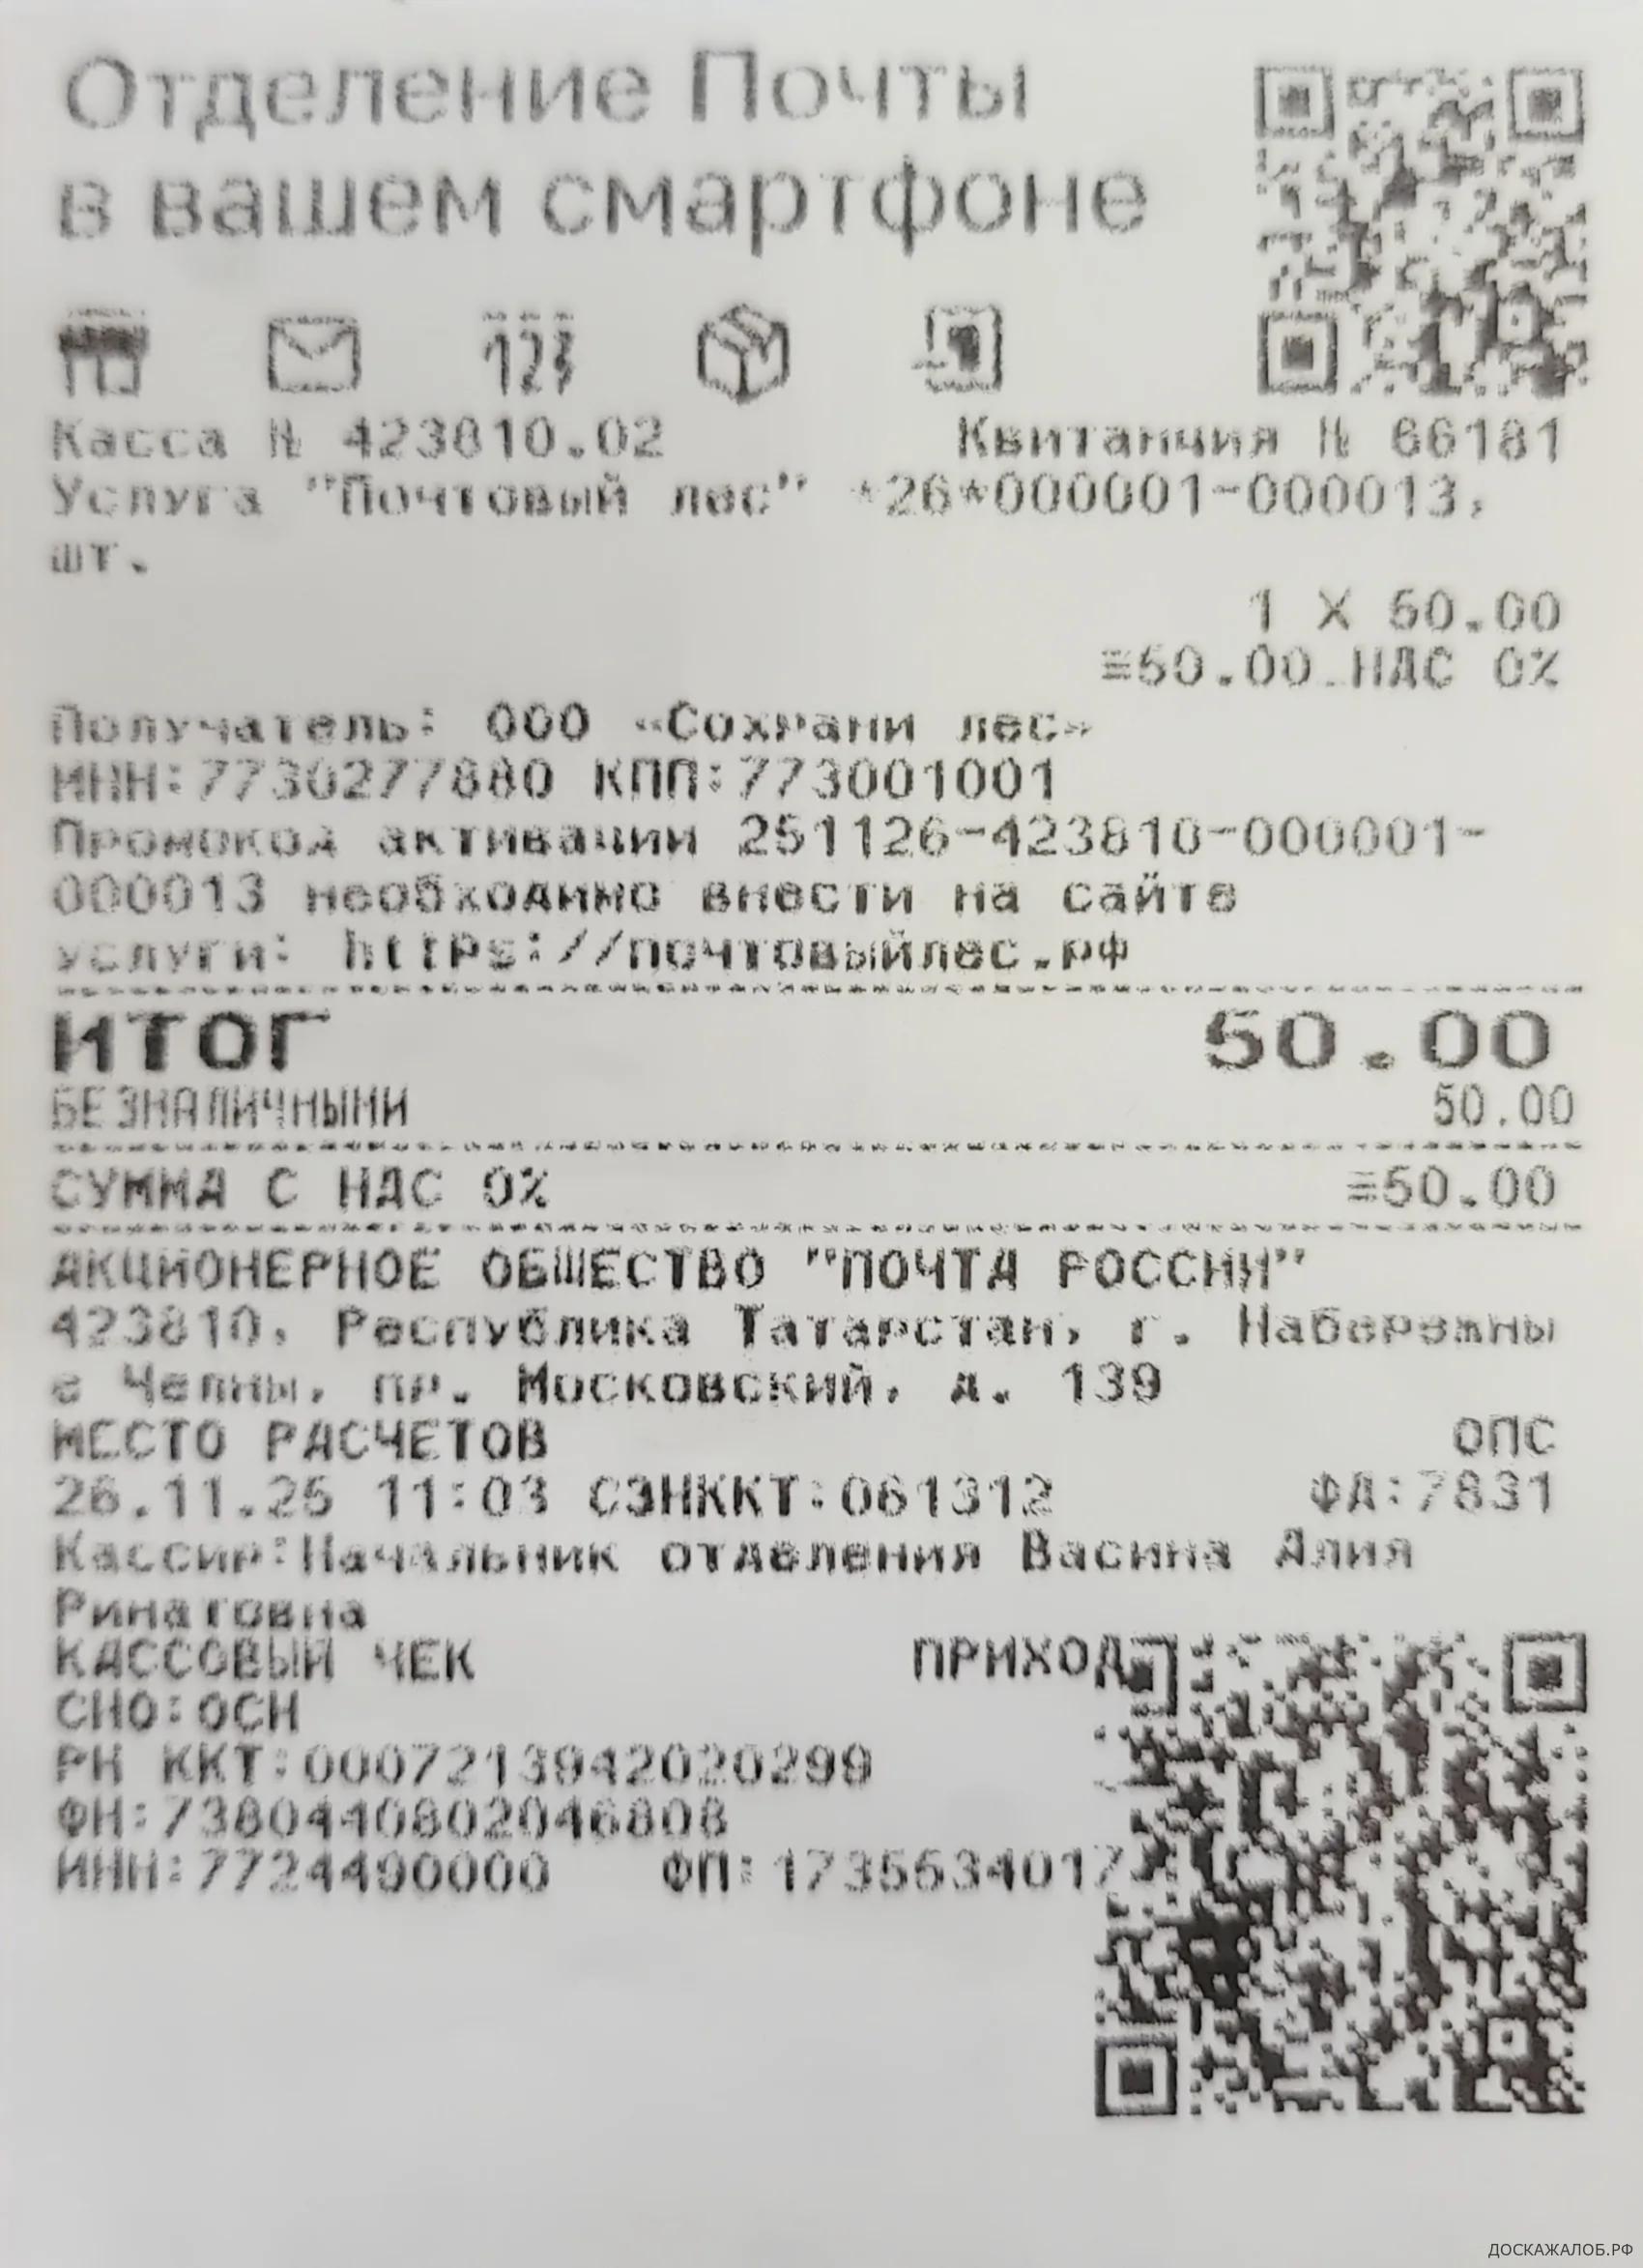 Отделение Почты
в вашем смартфоне
Касса № 423810.02 Квитанция № 66181
Услуга "Почтовый лес" *26*000001-000013,
шт.
1 X 50.00
≡50.00 НДС 0%
Получатель: ООО «Сохрани лес»
ИНН:7730277880 КПП:773001001
Промокод активации 251126-423810-000001-
000013 необходимо внести на сайте
услуги: https://почтовыйлес.рф
ИТОГ 50.00
БЕЗНАЛИЧНЫМИ 50.00
СУММА С НДС 0% ≡50.00
АКЦИОНЕРНОЕ ОБЩЕСТВО "ПОЧТА РОССИИ"
423810, Республика Татарстан, г. Набережны
е Челны, пр. Московский, д. 139
МЕСТО РАСЧЕТОВ ОПС
26.11.25 11:03 СЭНККТ:061312 ФД:7831
Кассир:Начальник отделения Васина Алия
Ринатовна
КАССОВЫЙ ЧЕК ПРИХОД
СНО:ОСН
РН ККТ:0007213942020299
ФН:7380440802046808
ИНН:7724490000 ФП:1735634017
ДОСКАЖАЛОБ.РФ